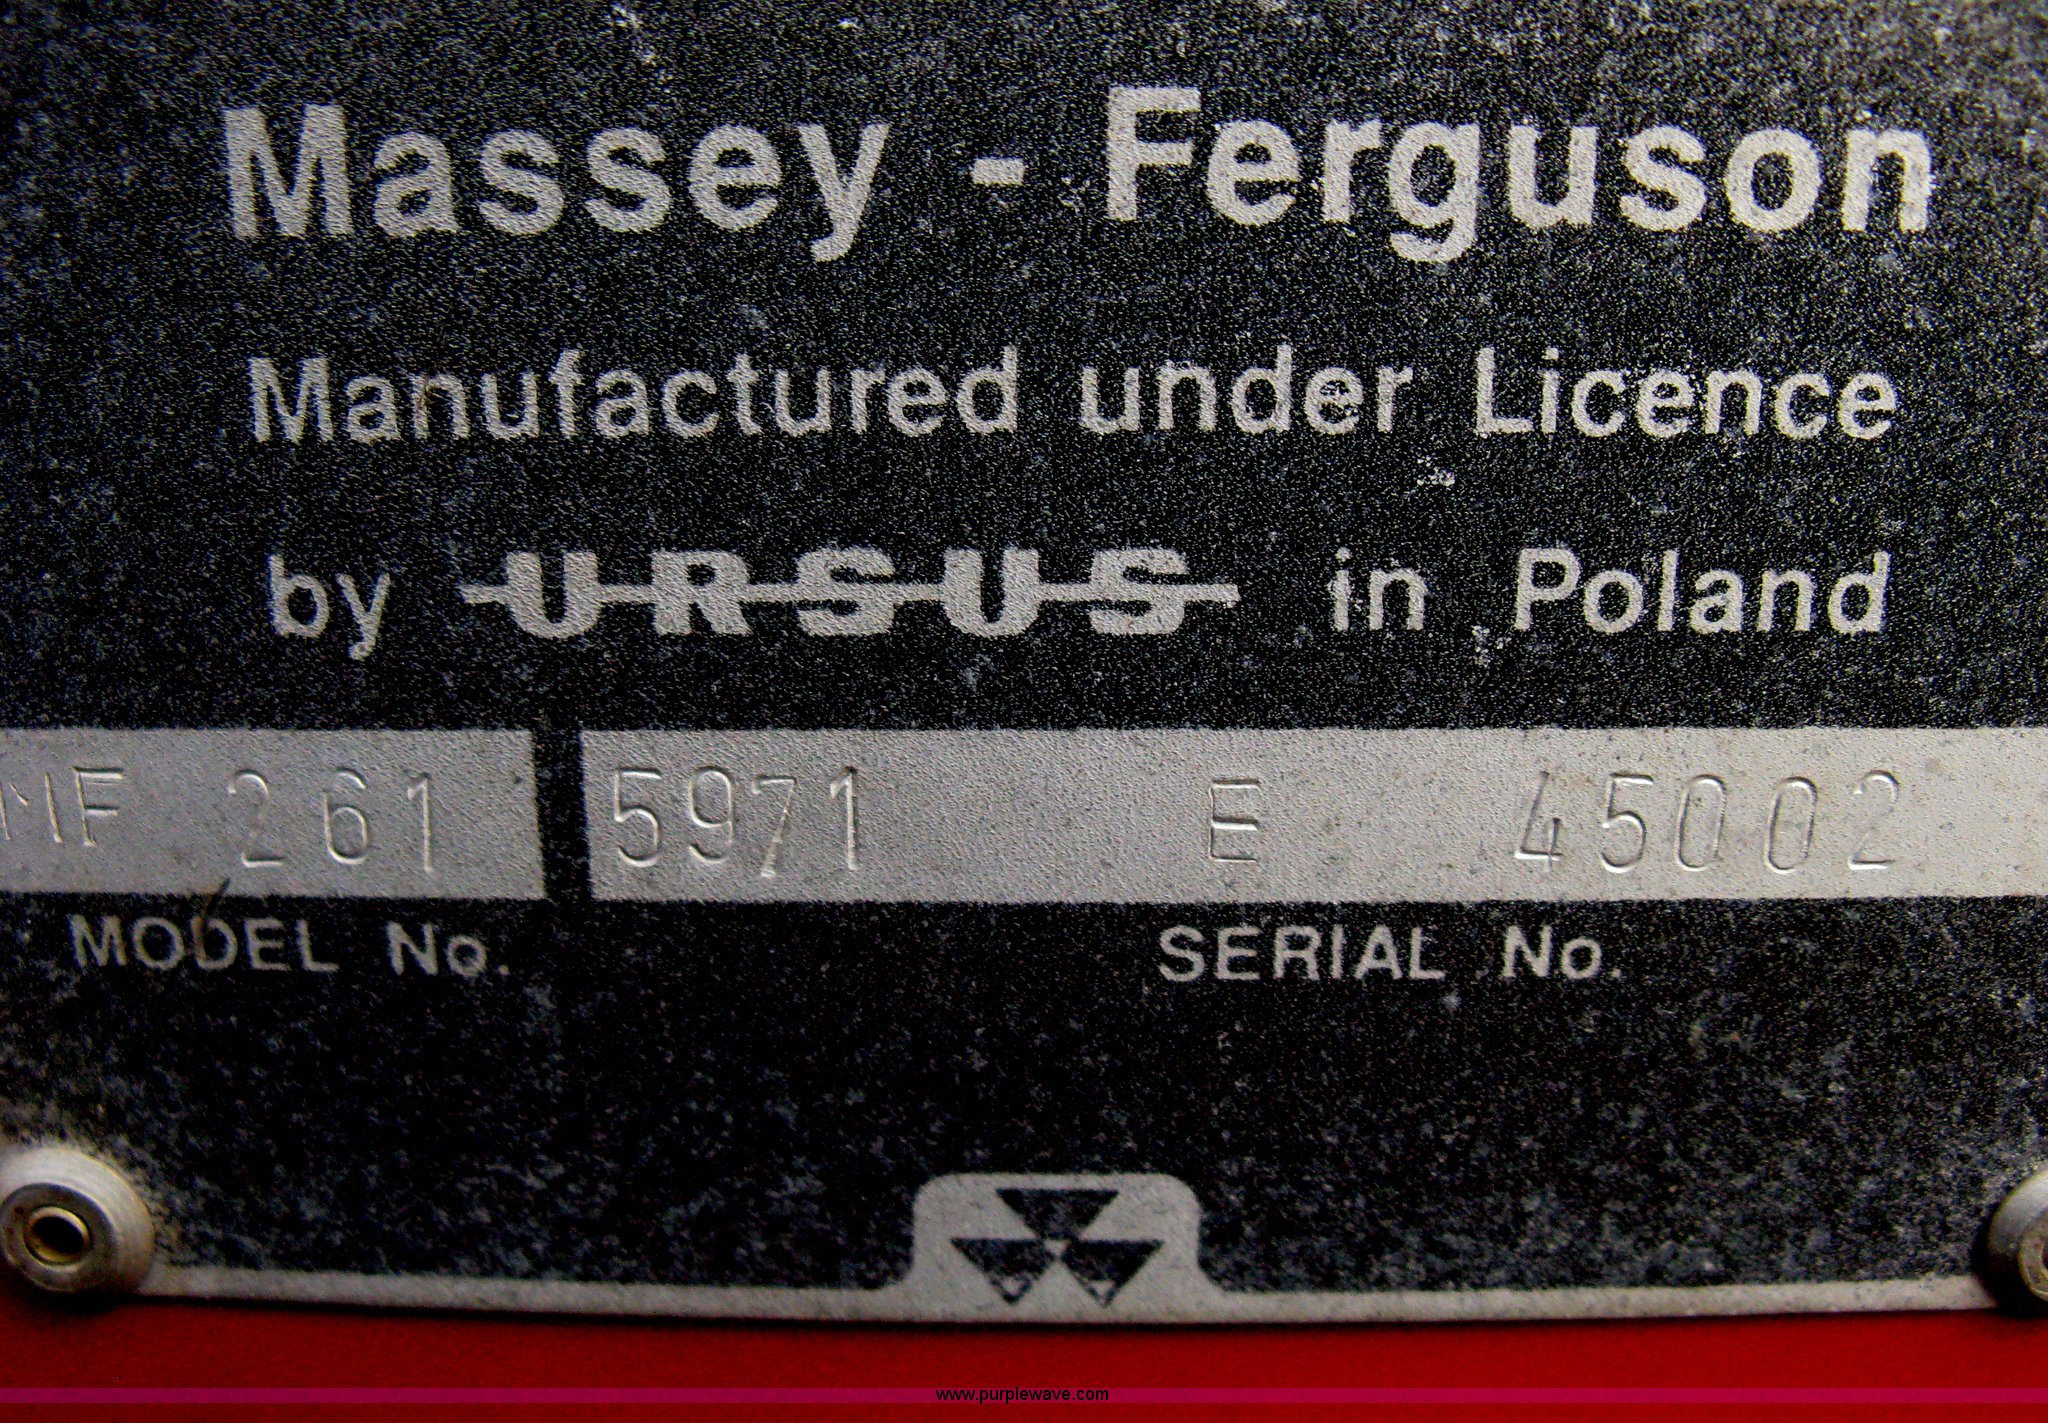 Massey - Ferguson
Manufactured under Licence
by URSUS in Poland
MF 261 5971 E 45002
MODEL No. SERIAL No.
www.purplewave.com